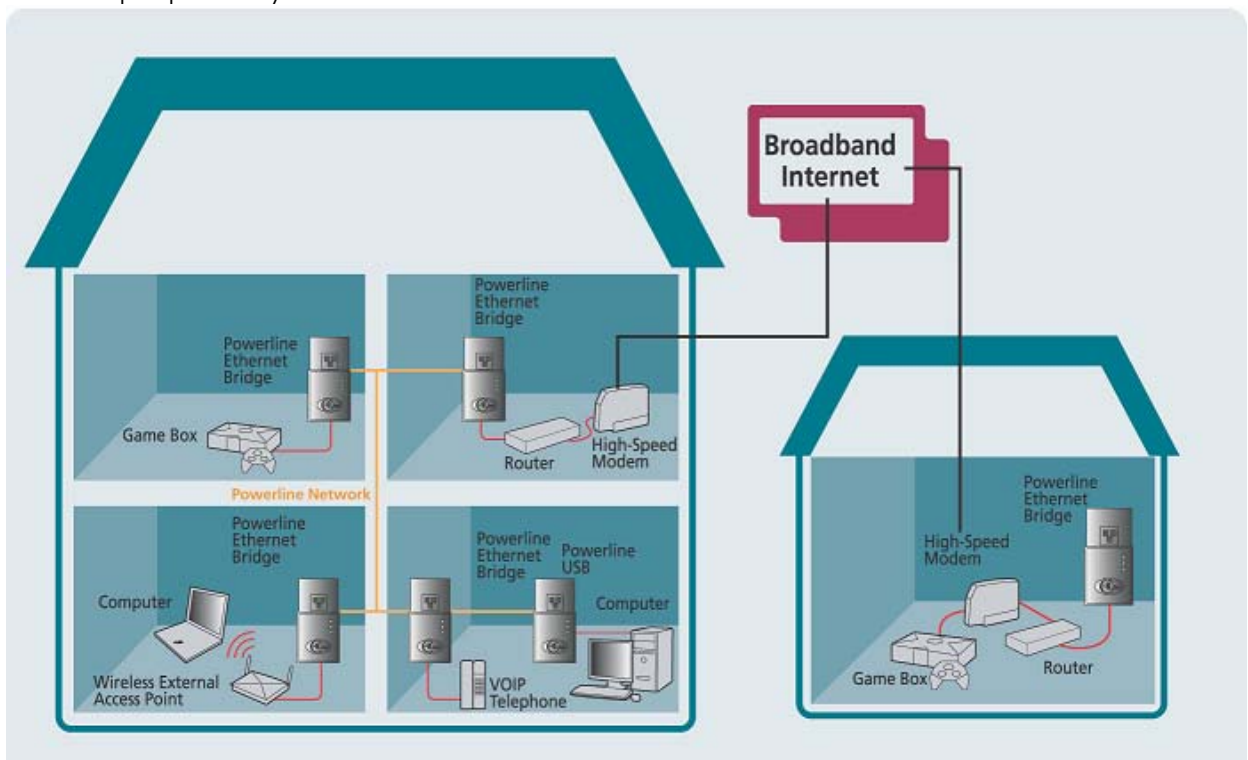 Broadband
Internet
Powerline
Ethernet
Bridge
Game Box
Powerline
Ethernet
Bridge
Router
High-Speed
Modem
Powerline Network
Powerline
Ethernet
Bridge
Computer
Wireless External
Access Point
Powerline
Ethernet
Bridge
Powerline
USB
Computer
VOIP
Telephone
Powerline
Ethernet
Bridge
High-Speed
Modem
Game Box
Router